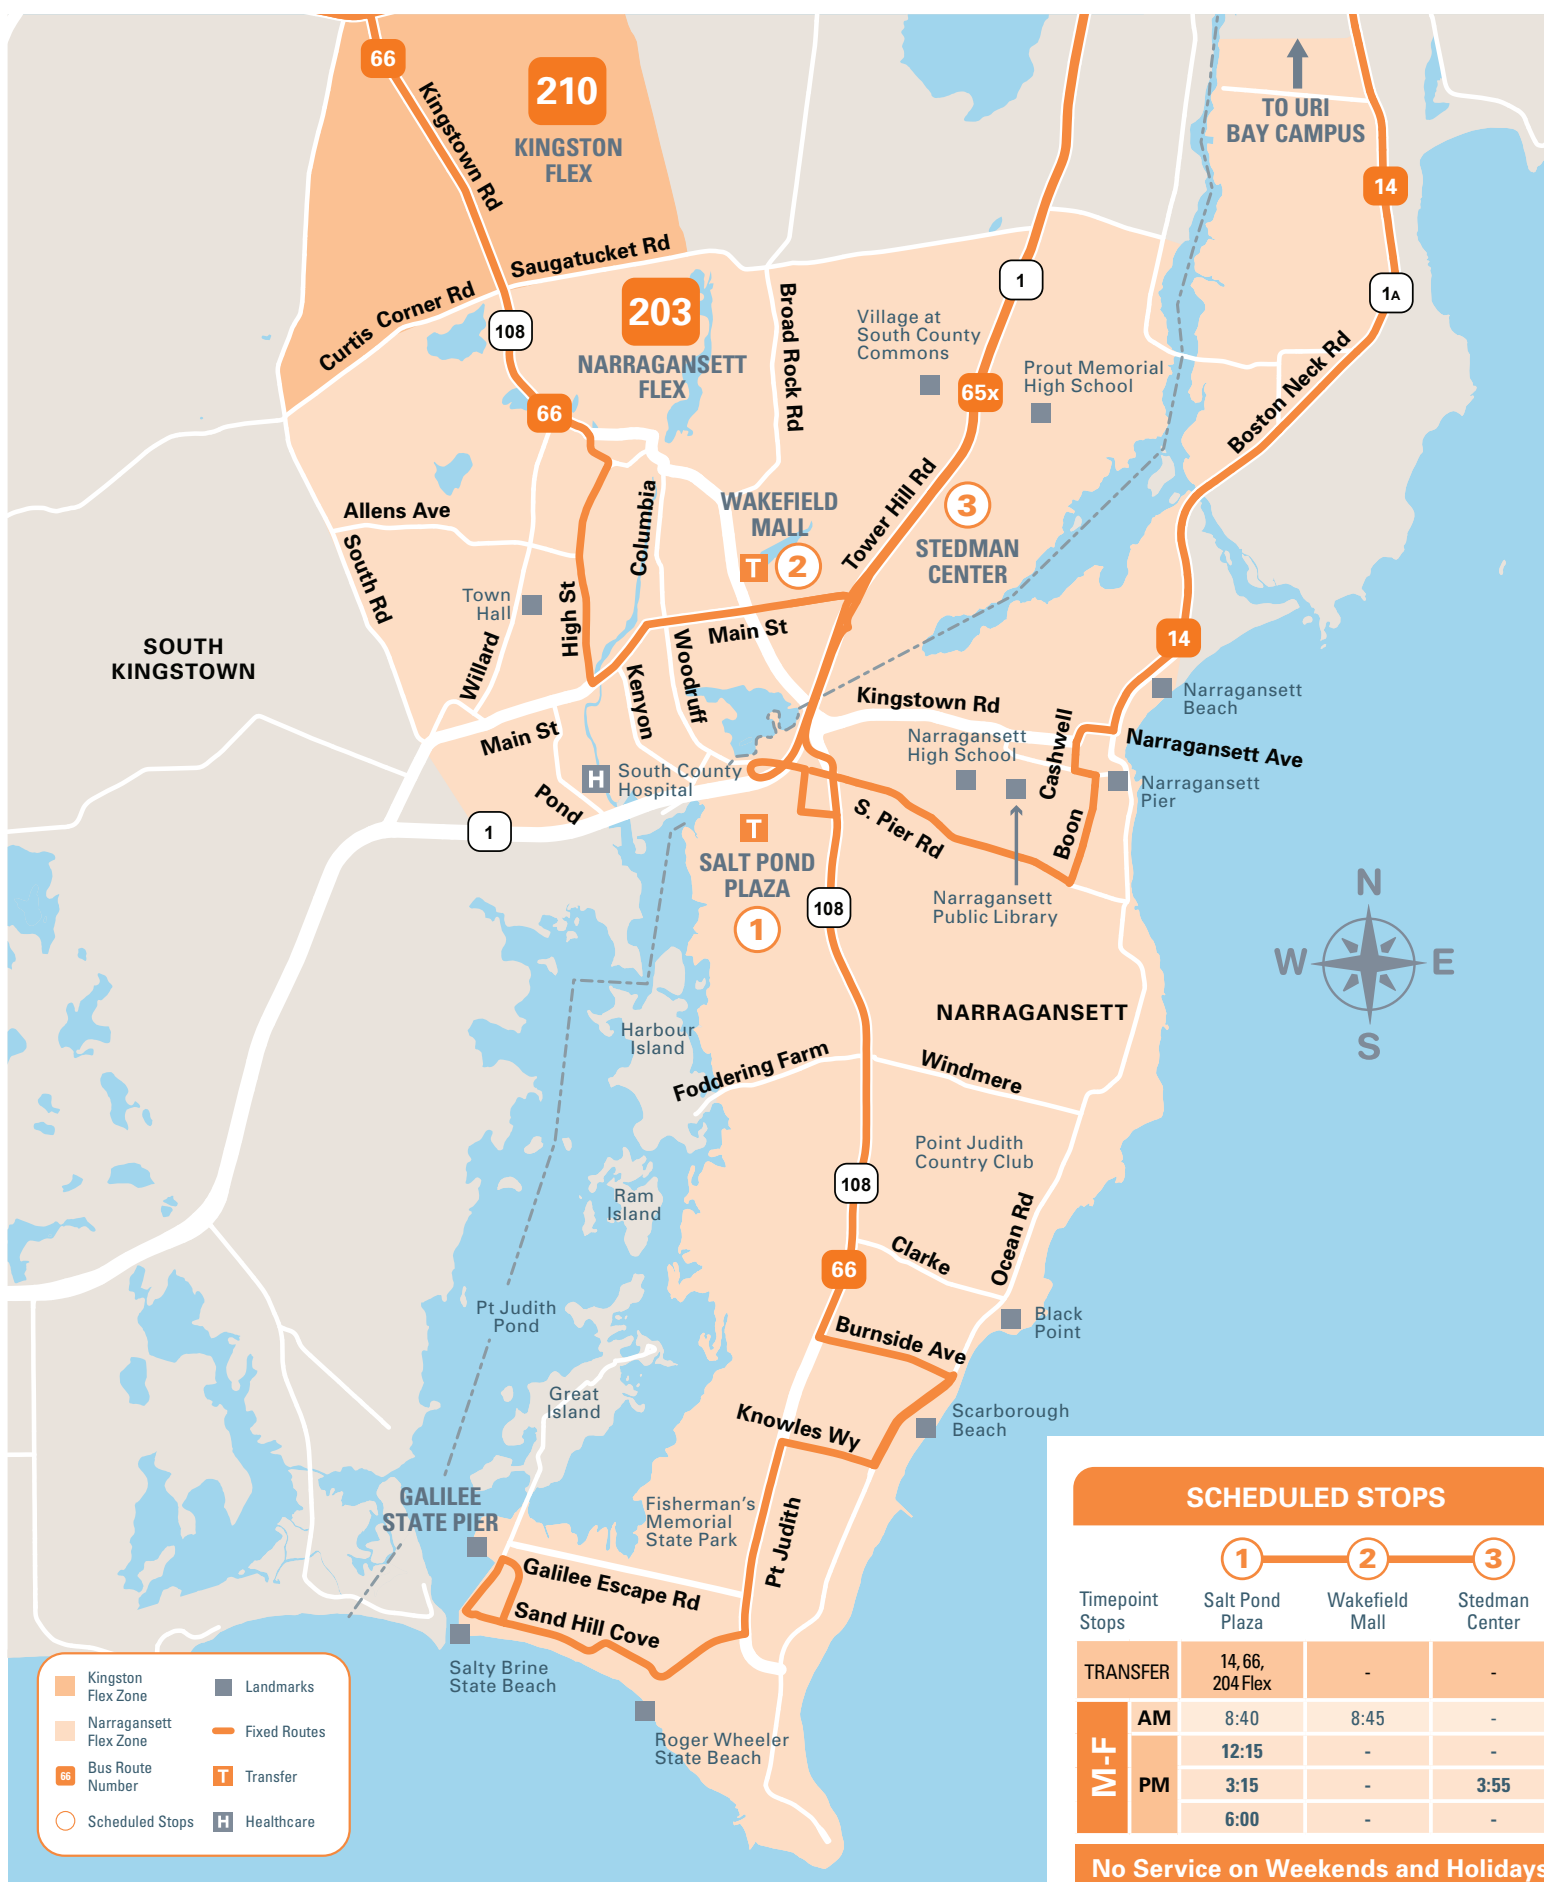 66
210
KINGSTON
FLEX
Kingstown Rd
TO URI
BAY CAMPUS
14
Saugatucket Rd
Curtis Corner Rd
203
NARRAGANSETT
FLEX
108
66
Broad Rock Rd
1
1A
Village at
South County
Commons
Prout Memorial
High School
65x
Boston Neck Rd
Allens Ave
South Rd
Columbia
WAKEFIELD
MALL
T
2
Tower Hill Rd
3
STEDMAN
CENTER
Town
Hall
High St
Willard
Main St
Woodruff
Kenyon
SOUTH
KINGSTOWN
14
Narragansett
Beach
Kingstown Rd
Cashwell
Narragansett Ave
Narragansett
High School
Narragansett
Pier
Main St
H
South County
Hospital
Pond
1
T
SALT POND
PLAZA
1
S. Pier Rd
Boon
108
Narragansett
Public Library
N
W
E
S
NARRAGANSETT
Harbour
Island
Foddering Farm
Windmere
Point Judith
Country Club
108
Ram
Island
Ocean Rd
Clarke
66
Pt Judith
Pond
Black
Point
Burnside Ave
Great
Island
Knowles Wy
Scarborough
Beach
GALILEE
STATE PIER
Fisherman's
Memorial
State Park
Pt Judith
Galilee Escape Rd
Sand Hill Cove
Salty Brine
State Beach
Roger Wheeler
State Beach
Kingston
Flex Zone
Landmarks
Narragansett
Flex Zone
Fixed Routes
66
Bus Route
Number
T
Transfer
Scheduled Stops
H
Healthcare
SCHEDULED STOPS
1 2 3
Timepoint
Stops
Salt Pond
Plaza
Wakefield
Mall
Stedman
Center
TRANSFER
14, 66,
204 Flex
- -
M-F
AM 8:40 8:45 -
PM
12:15 - -
3:15 - 3:55
6:00 - -
No Service on Weekends and Holidays